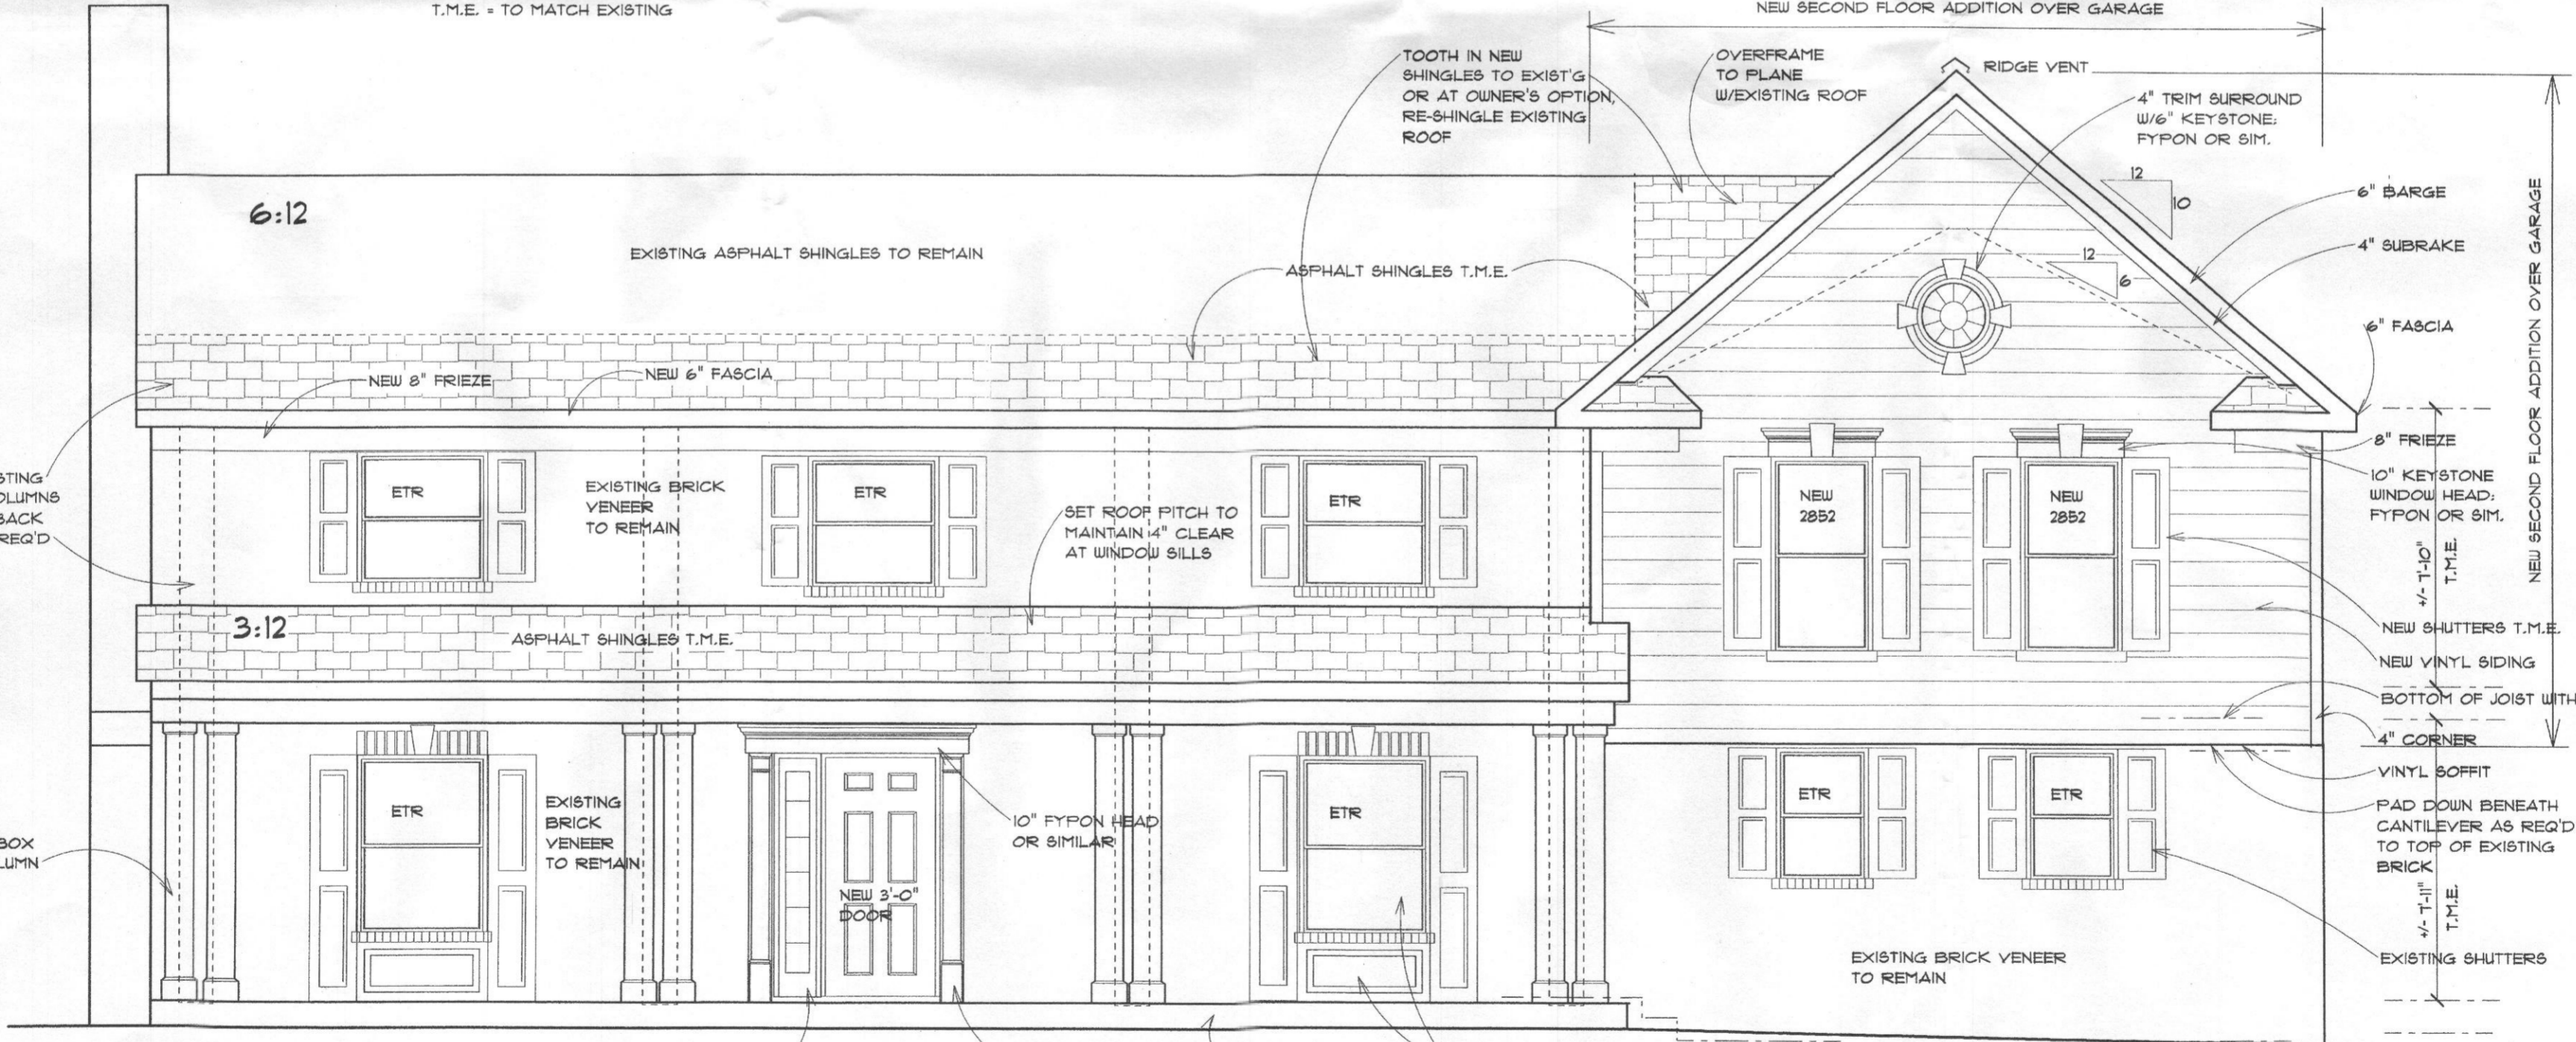 T.M.E. = TO MATCH EXISTING
NEW SECOND FLOOR ADDITION OVER GARAGE
TOOTH IN NEW
SHINGLES TO EXIST'G
OR AT OWNER'S OPTION,
RE-SHINGLE EXISTING
ROOF
OVERFRAME
TO PLANE
W/EXISTING ROOF
RIDGE VENT
4" TRIM SURROUND
W/6" KEYSTONE;
FYPON OR SIM.
12
10
6" BARGE
4" SUBRAKE
12
6
6" FASCIA
NEW SECOND FLOOR ADDITION OVER GARAGE
6:12
EXISTING ASPHALT SHINGLES TO REMAIN
ASPHALT SHINGLES T.M.E.
NEW 8" FRIEZE
NEW 6" FASCIA
8" FRIEZE
10" KEYSTONE
WINDOW HEAD;
FYPON OR SIM.
STING
OLUMNS
BACK
REQ'D
ETR
EXISTING BRICK
VENEER
TO REMAIN
ETR
SET ROOF PITCH TO
MAINTAIN 4" CLEAR
AT WINDOW SILLS
ETR
NEW
2852
NEW
2852
+/- 7'-10"
T.M.E.
3:12
ASPHALT SHINGLES T.M.E.
NEW SHUTTERS T.M.E.
NEW VINYL SIDING
BOTTOM OF JOIST WITH
4" CORNER
VINYL SOFFIT
PAD DOWN BENEATH
CANTILEVER AS REQ'D
TO TOP OF EXISTING
BRICK
BOX
LUMN
ETR
EXISTING
BRICK
VENEER
TO REMAIN
NEW 3'-0"
DOOR
10" FYPON HEAD
OR SIMILAR
ETR
ETR
ETR
+/- 7'-11"
T.M.E.
EXISTING BRICK VENEER
TO REMAIN
EXISTING SHUTTERS